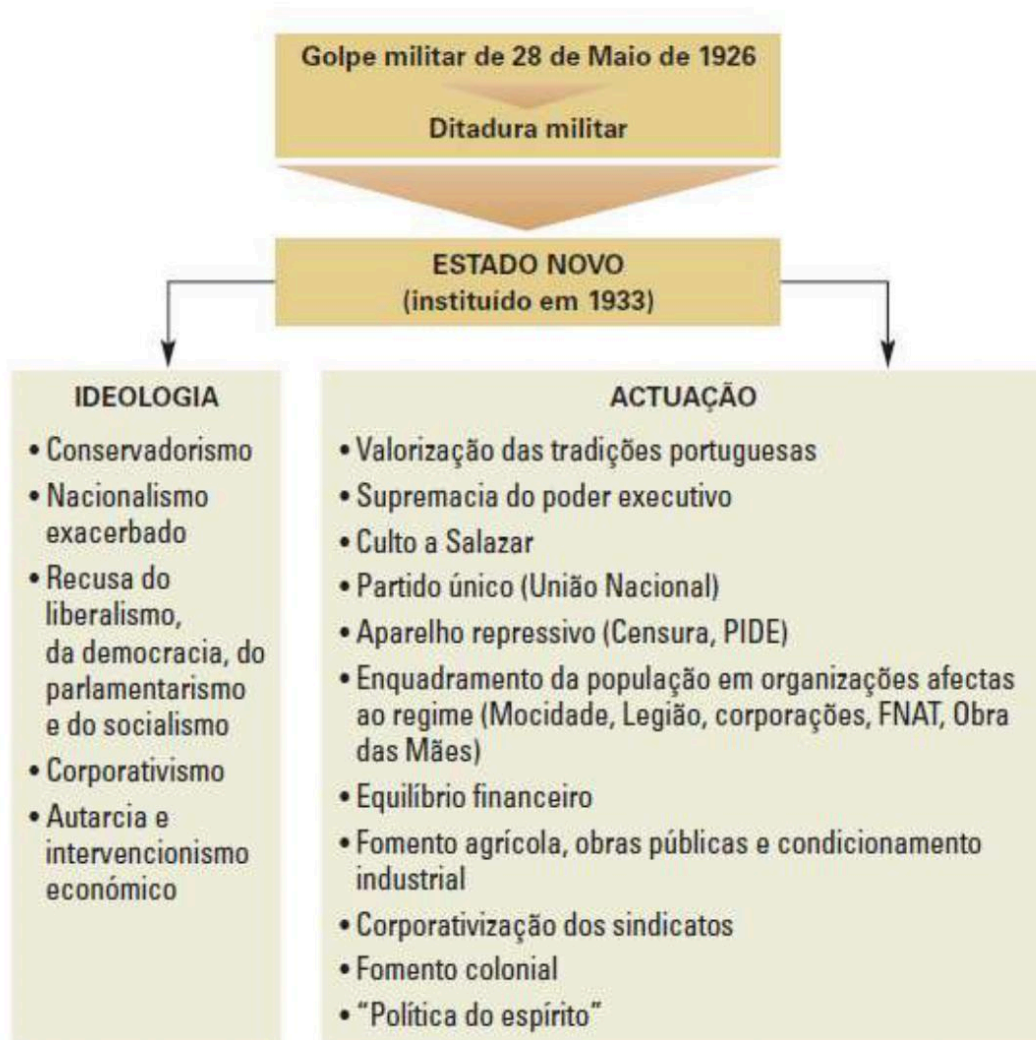 Golpe militar de 28 de Maio de 1926
Ditadura militar
ESTADO NOVO
(instituído em 1933)
IDEOLOGIA
• Conservadorismo
• Nacionalismo
exacerbado
• Recusa do
liberalismo,
da democracia, do
parlamentarismo
e do socialismo
• Corporativismo
• Autarcia e
intervencionismo
económico
ACTUAÇÃO
• Valorização das tradições portuguesas
• Supremacia do poder executivo
• Culto a Salazar
• Partido único (União Nacional)
• Aparelho repressivo (Censura, PIDE)
• Enquadramento da população em organizações afectas
ao regime (Mocidade, Legião, corporações, FNAT, Obra
das Mães)
• Equilíbrio financeiro
• Fomento agrícola, obras públicas e condicionamento
industrial
• Corporativização dos sindicatos
• Fomento colonial
• “Política do espírito”